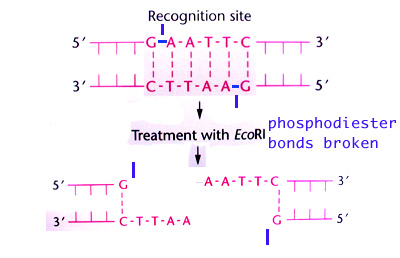 Recognition site
5′ G-A-A-T-T-C 3′
3′ C-T-T-A-A-G 5′
Treatment with EcoRI
phosphodiester
bonds broken
5′ G
A-A-T-T-C 3′
3′ C-T-T-A-A
G 5′